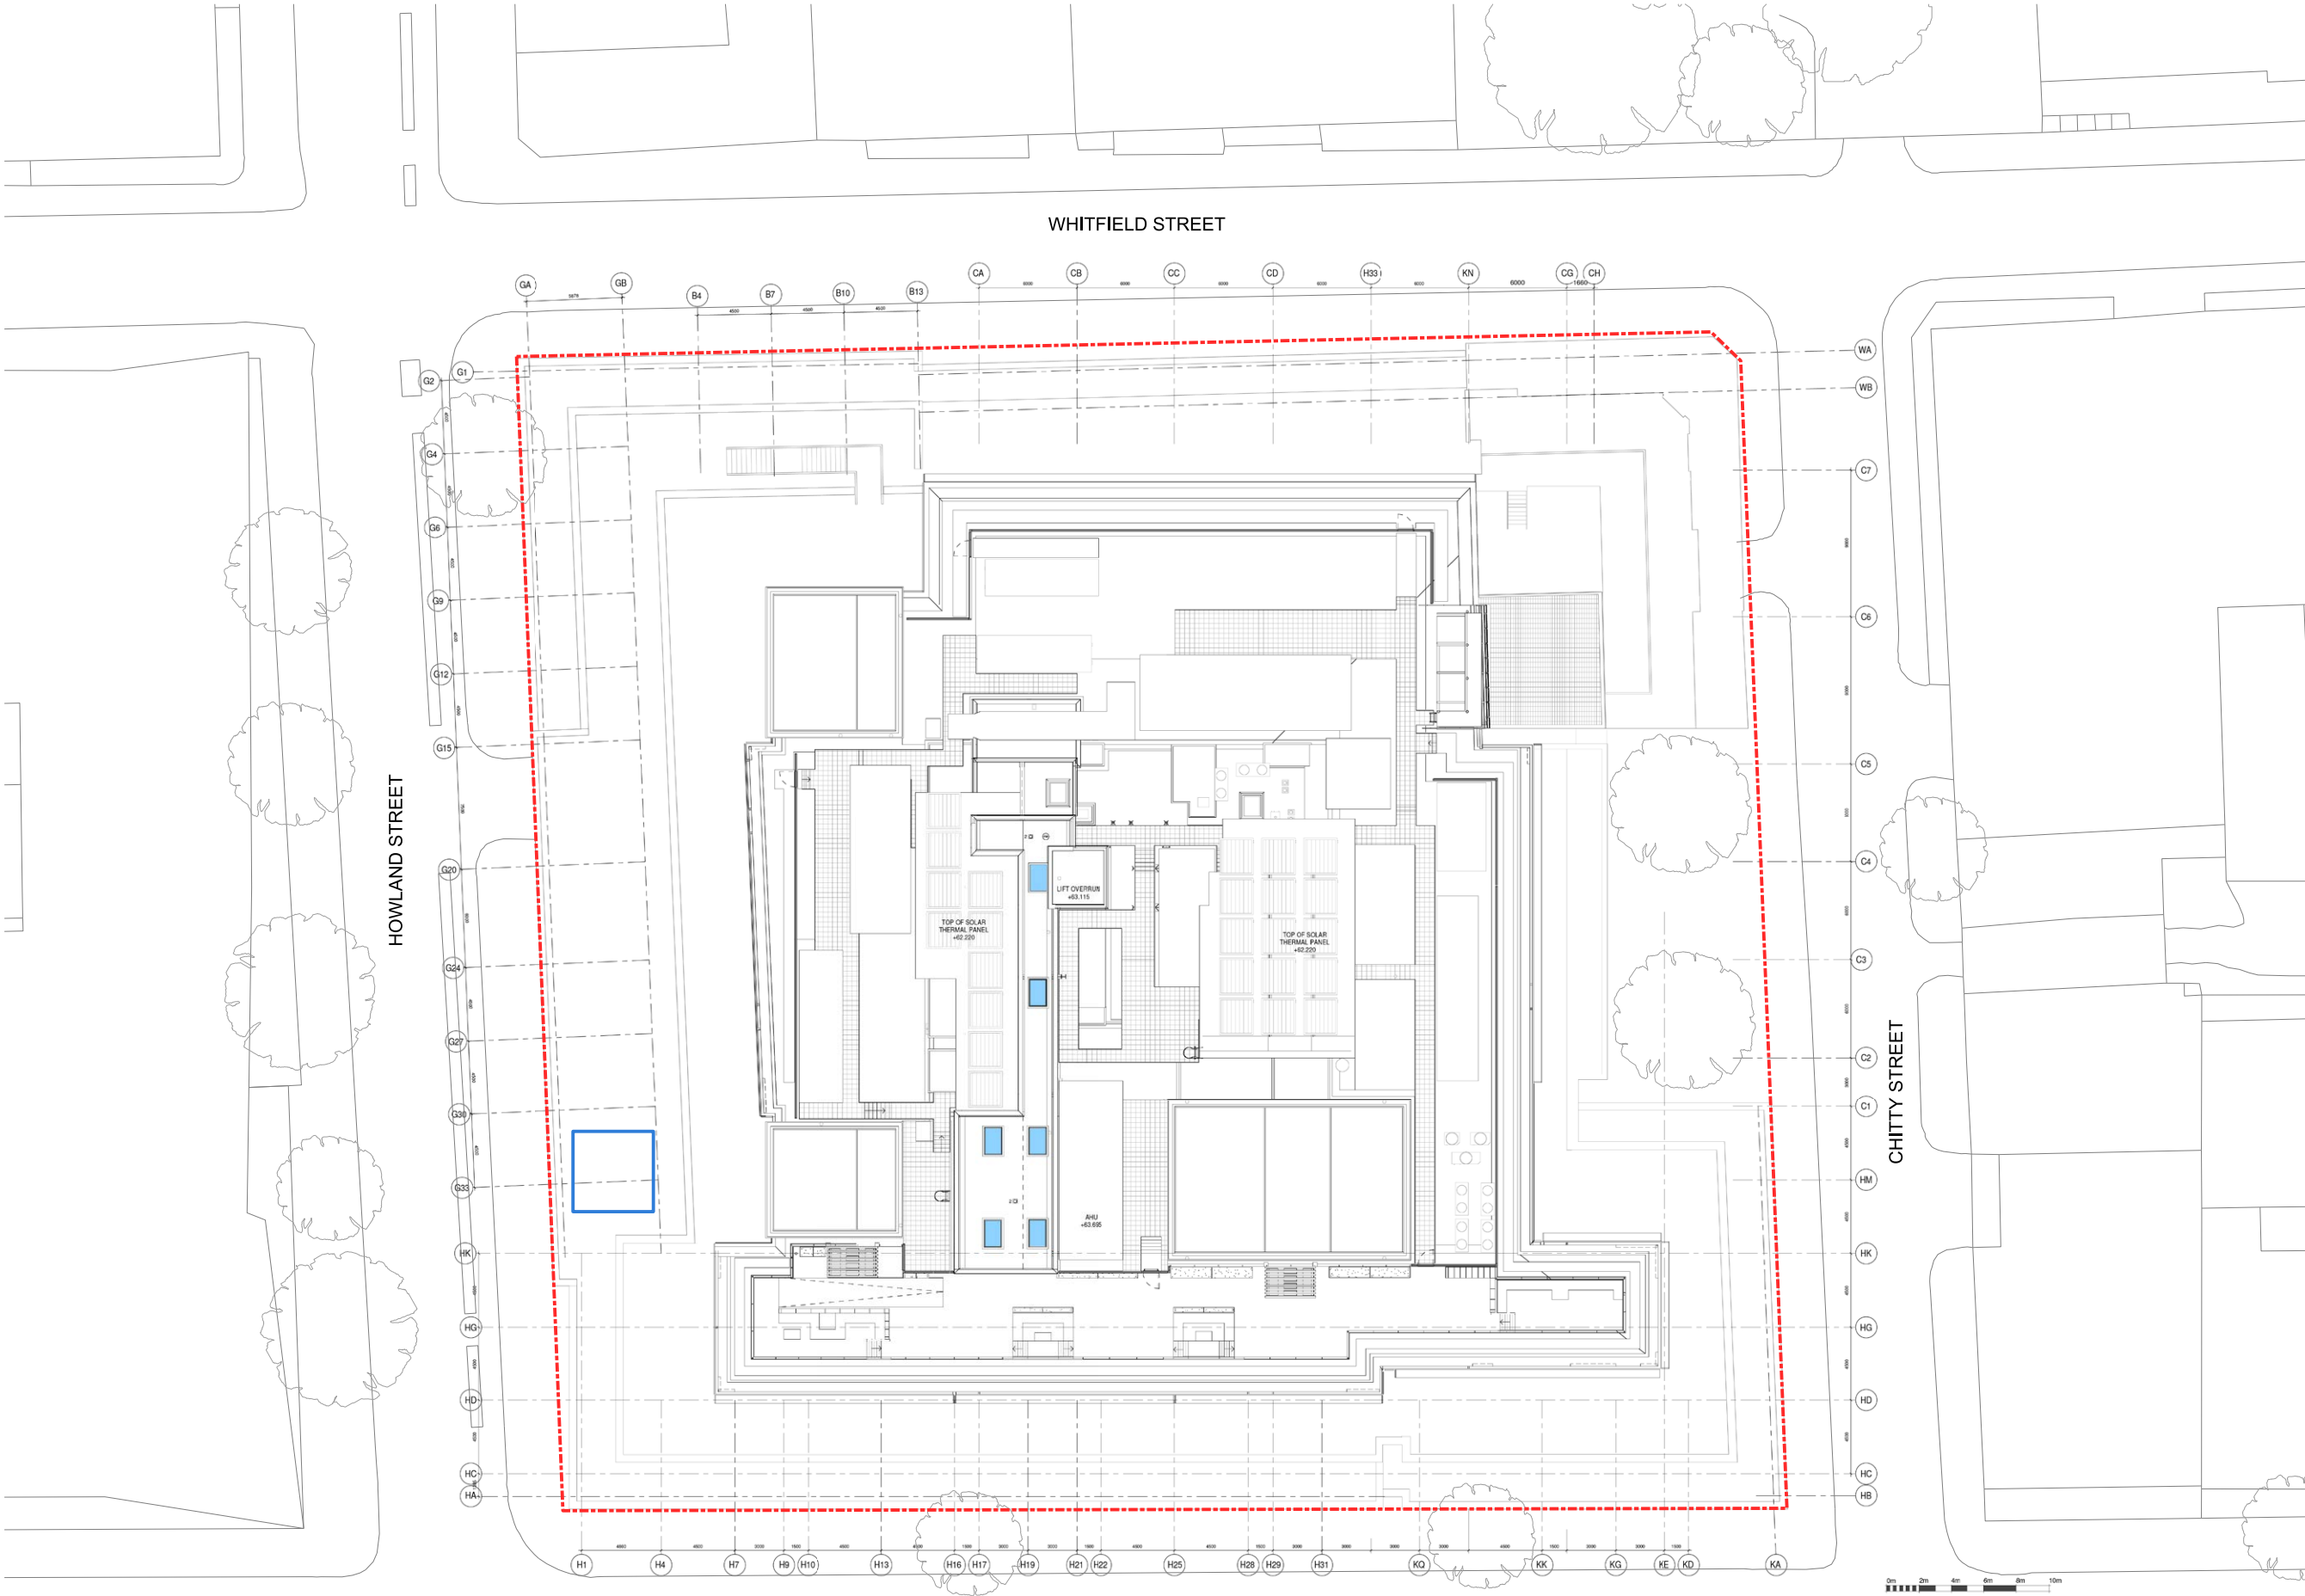 WHITFIELD STREET
CA
CB
CC
CD
H33
KN
CG
CH
GA
GB
B4
B7
B10
B13
6000
1680
WA
WB
G1
G2
G4
G6
G9
G12
G15
G20
G24
G27
G30
G33
HK
HG
HD
HC
HA
C7
C6
C5
C4
C3
C2
C1
HM
HK
HG
HD
HC
HB
HOWLAND STREET
CHITTY STREET
LIFT OVERRUN
+63.115
TOP OF SOLAR
THERMAL PANEL
+62.220
TOP OF SOLAR
THERMAL PANEL
+62.220
AHU
+63.695
H1
H4
H7
H9
H10
H13
H16
H17
H19
H21
H22
H25
H28
H29
H31
KQ
KK
KG
KE
KD
KA
0m 2m 4m 6m 8m 10m